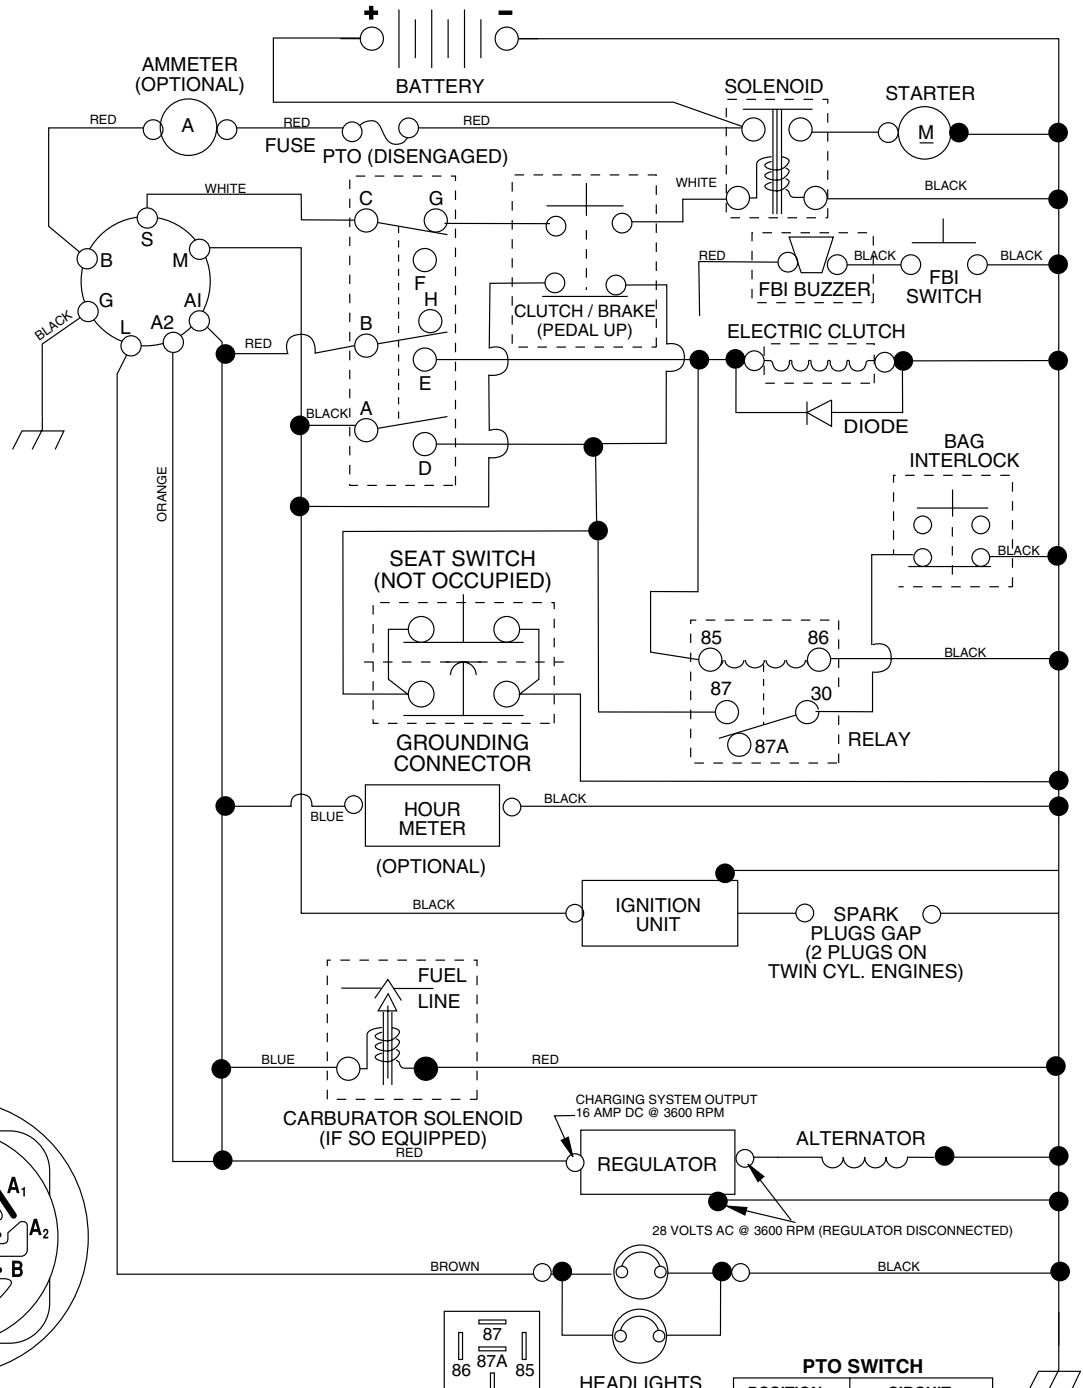 + -
BATTERY
AMMETER
(OPTIONAL)
SOLENOID
STARTER
RED
A
RED
FUSE
RED
PTO (DISENGAGED)
M
WHITE
WHITE
BLACK
C
G
S
B
M
F
RED
BLACK
BLACK
FBI BUZZER
FBI
SWITCH
G
AI
H
CLUTCH / BRAKE
(PEDAL UP)
BLACK
L
A2
B
RED
ELECTRIC CLUTCH
E
BLACK
A
DIODE
D
BAG
INTERLOCK
ORANGE
BLACK
SEAT SWITCH
(NOT OCCUPIED)
85
86
BLACK
87
30
87A
RELAY
GROUNDING
CONNECTOR
BLUE
HOUR
METER
BLACK
(OPTIONAL)
BLACK
IGNITION
UNIT
SPARK
PLUGS GAP
(2 PLUGS ON
TWIN CYL. ENGINES)
FUEL
LINE
BLUE
RED
CARBURATOR SOLENOID
(IF SO EQUIPPED)
CHARGING SYSTEM OUTPUT
16 AMP DC @ 3600 RPM
RED
REGULATOR
ALTERNATOR
28 VOLTS AC @ 3600 RPM (REGULATOR DISCONNECTED)
A1
A2
B
BROWN
BLACK
87
86
87A
85
HEADLIGHTS
PTO SWITCH
POSITION
CIRCUIT